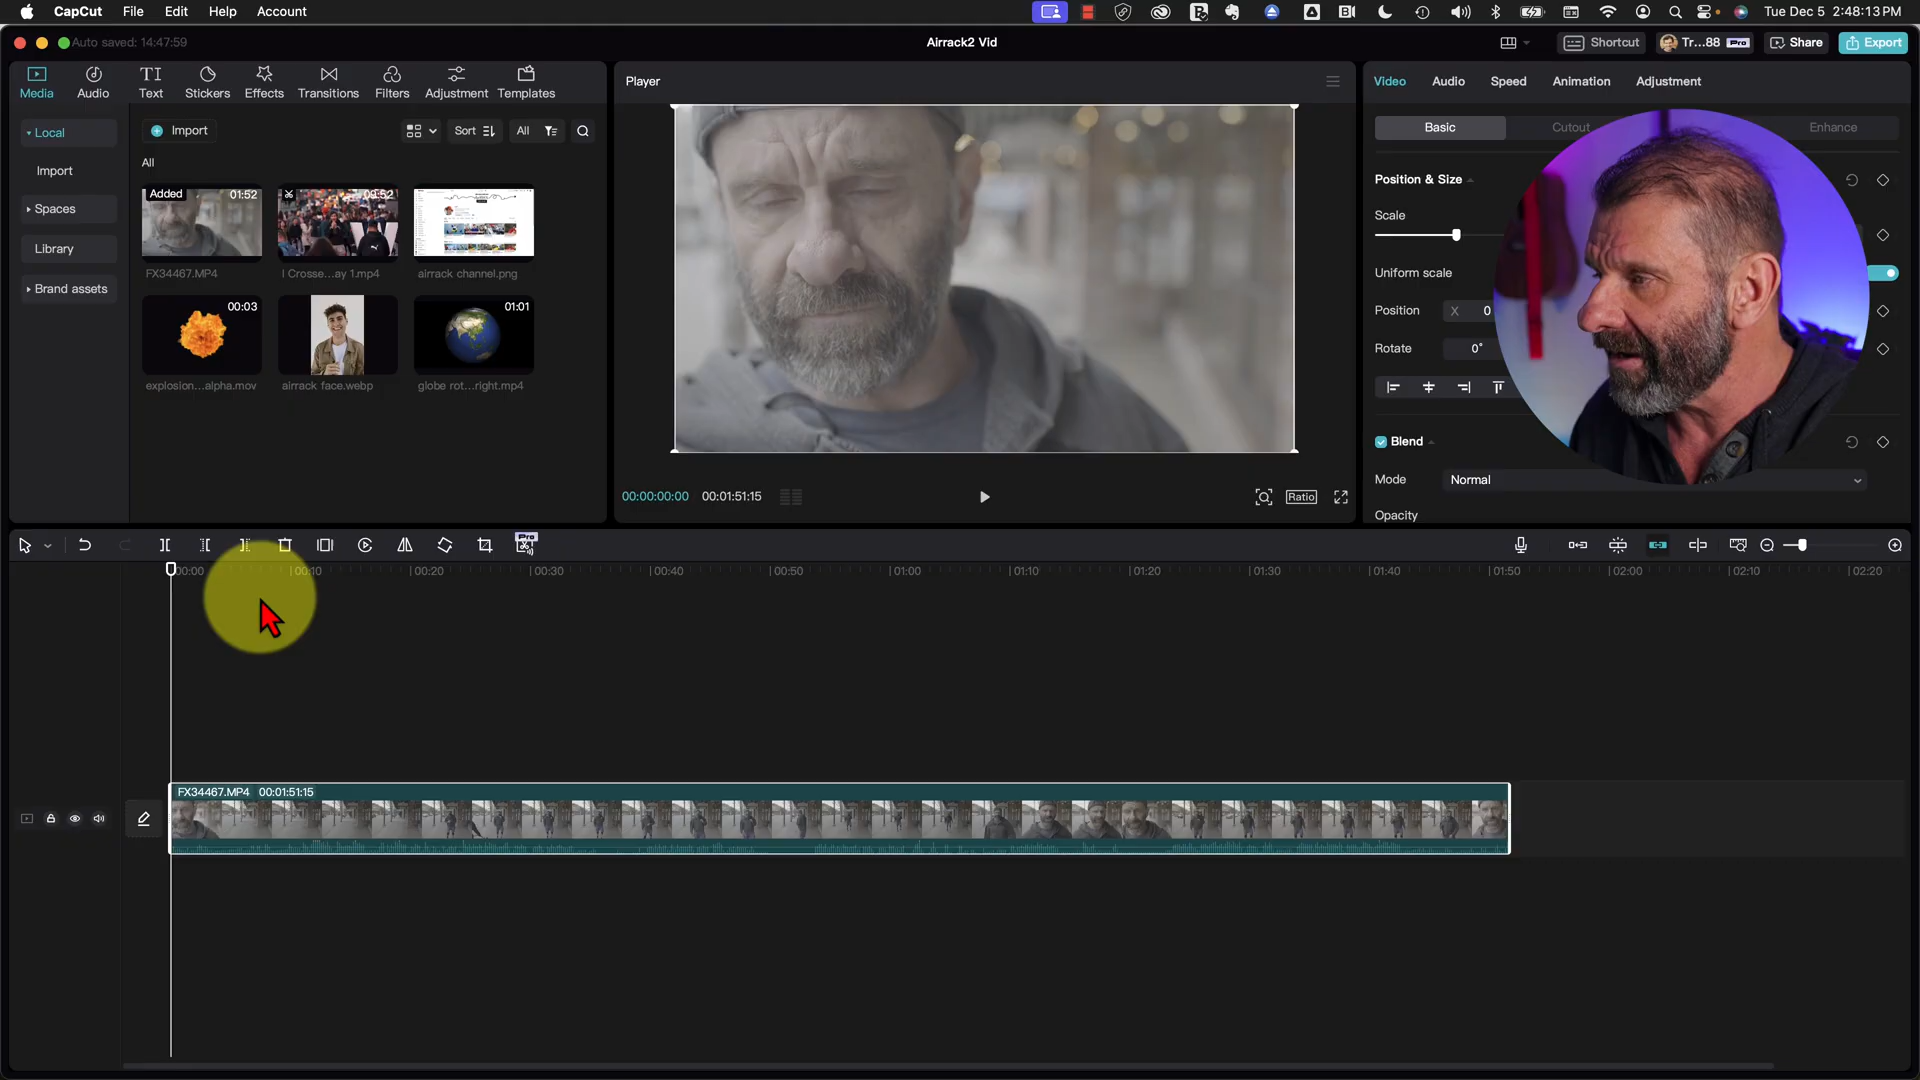 CapCut File Edit Help Account
Tue Dec 5 2:48:13 PM
Auto saved: 14:47:59
Airrack2 Vid
Shortcut
Tr...88 Pro
Share
Export
Media Audio Text Stickers Effects Transitions Filters Adjustment Templates
Local
Import
Spaces
Library
Brand assets
Import
Sort
All
All
Added 01:52
FX34467.MP4
I Crosse...ay 1.mp4
airrack channel.png
00:03
explosion...alpha.mov
airrack face.webp
01:01
globe rot...right.mp4
Player
00:00:00:00 00:01:51:15
Ratio
Video Audio Speed Animation Adjustment
Basic Cutout Enhance
Position & Size
Scale
Uniform scale
Position X 0
Rotate 0°
Blend
Mode Normal
Opacity
Pro
00:00 00:10 00:20 00:30 00:40 00:50 01:00 01:10 01:20 01:30 01:40 01:50 02:00 02:10 02:20
FX34467.MP4 00:01:51:15